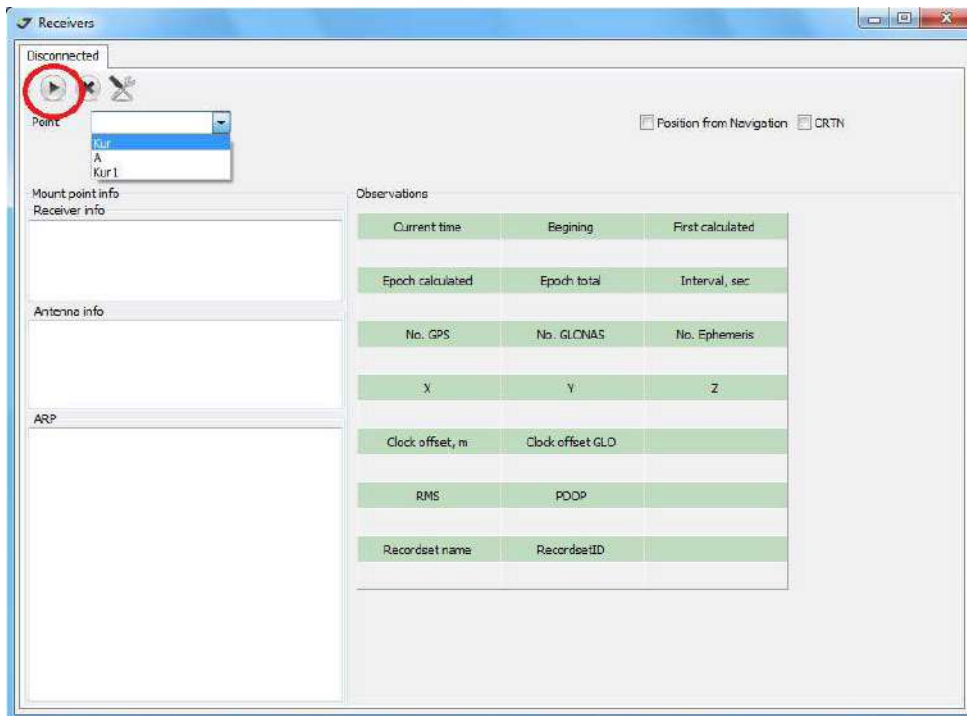 Receivers
Disconnected
Point
Position from Navigation CRTN
Kur
A
Kur1
Mount point info
Receiver info
Antenna info
ARP
Observations
Current time Begining First calculated
Epoch calculated Epoch total Interval, sec
No. GPS No. GLONAS No. Ephemeris
X Y Z
Clock offset, m Clock offset GLO
RMS PDOP
Recordset name RecordsetID